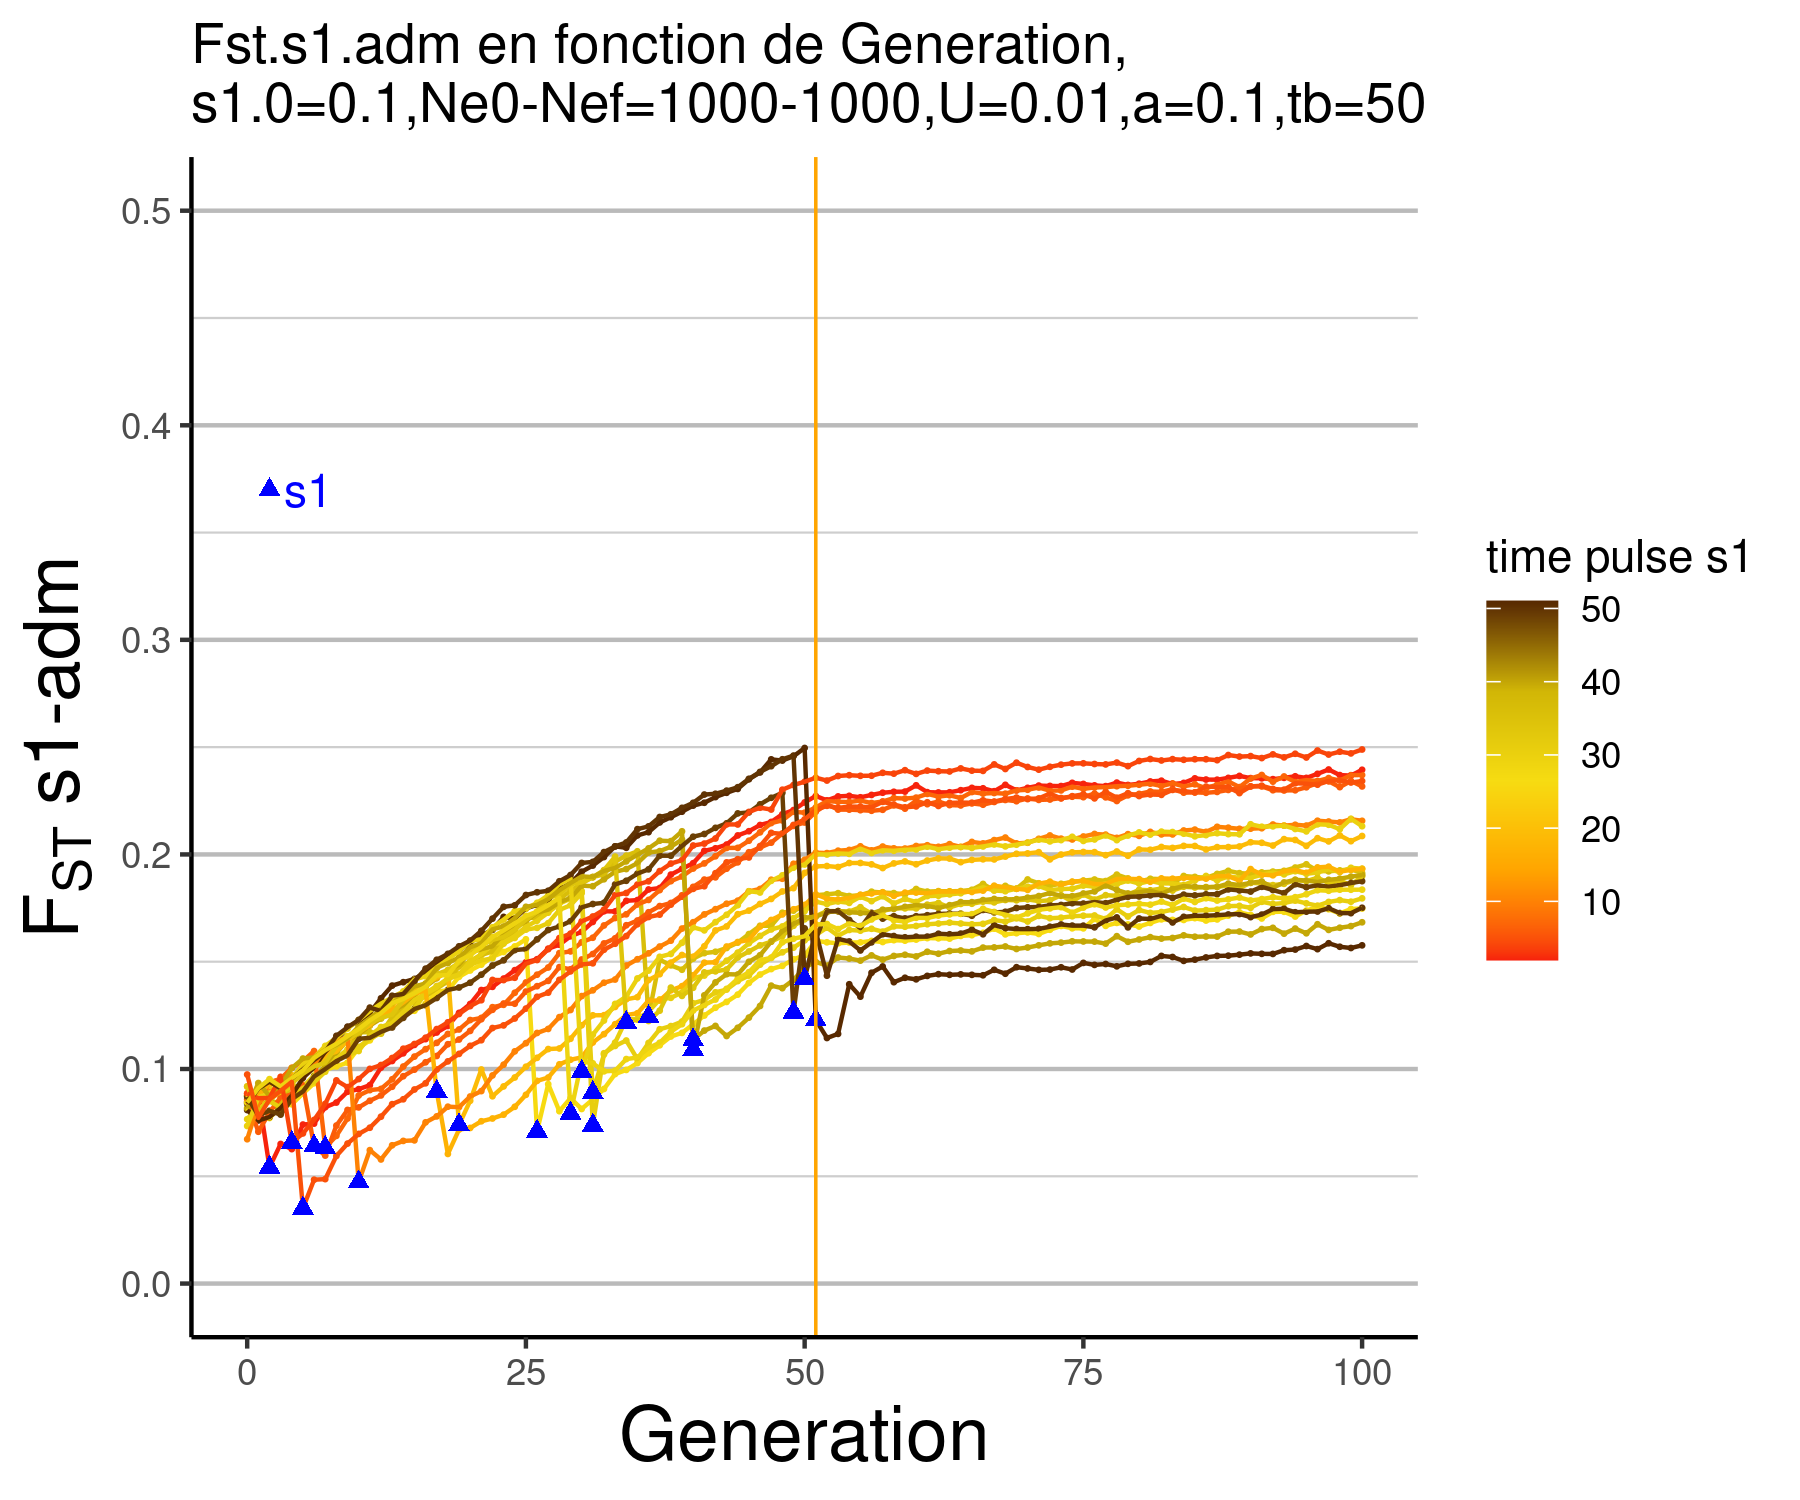 Fst.s1.adm en fonction de Generation,
s1.0=0.1,Ne0-Nef=1000-1000,U=0.01,a=0.1,tb=50
0.5
0.4
0.3
0.2
0.1
0.0
FST s1-adm
s1
0 25 50 75 100
Generation
time pulse s1
50
40
30
20
10